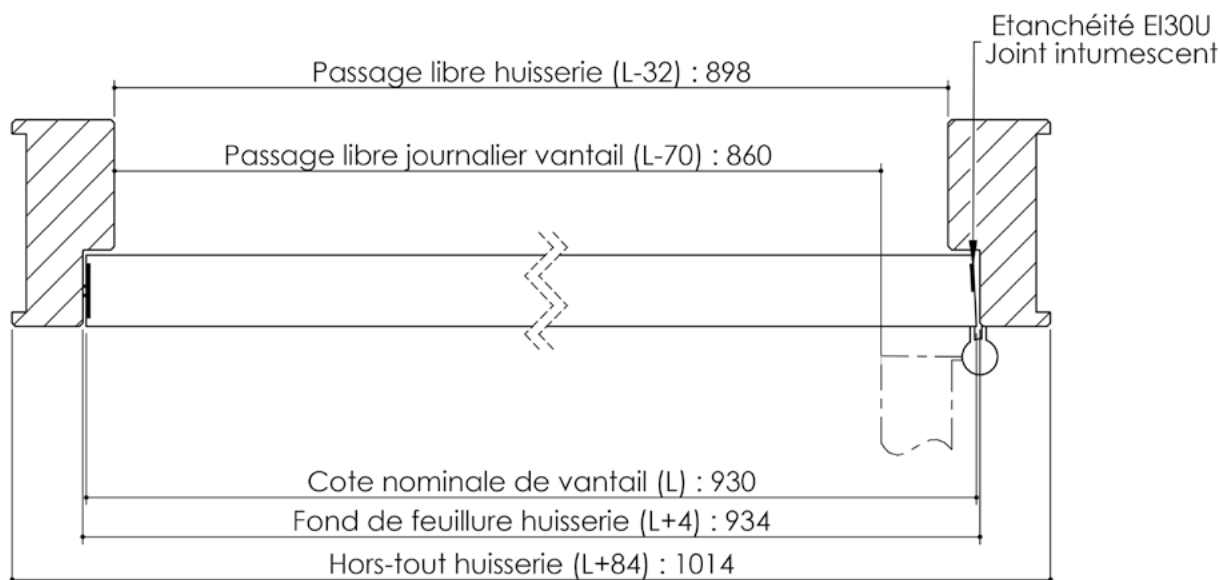 Etanchéité EI30U
Joint intumescent
Passage libre huisserie (L-32) : 898
Passage libre journalier vantail (L-70) : 860
Cote nominale de vantail (L) : 930
Fond de feuillure huisserie (L+4) : 934
Hors-tout huisserie (L+84) : 1014